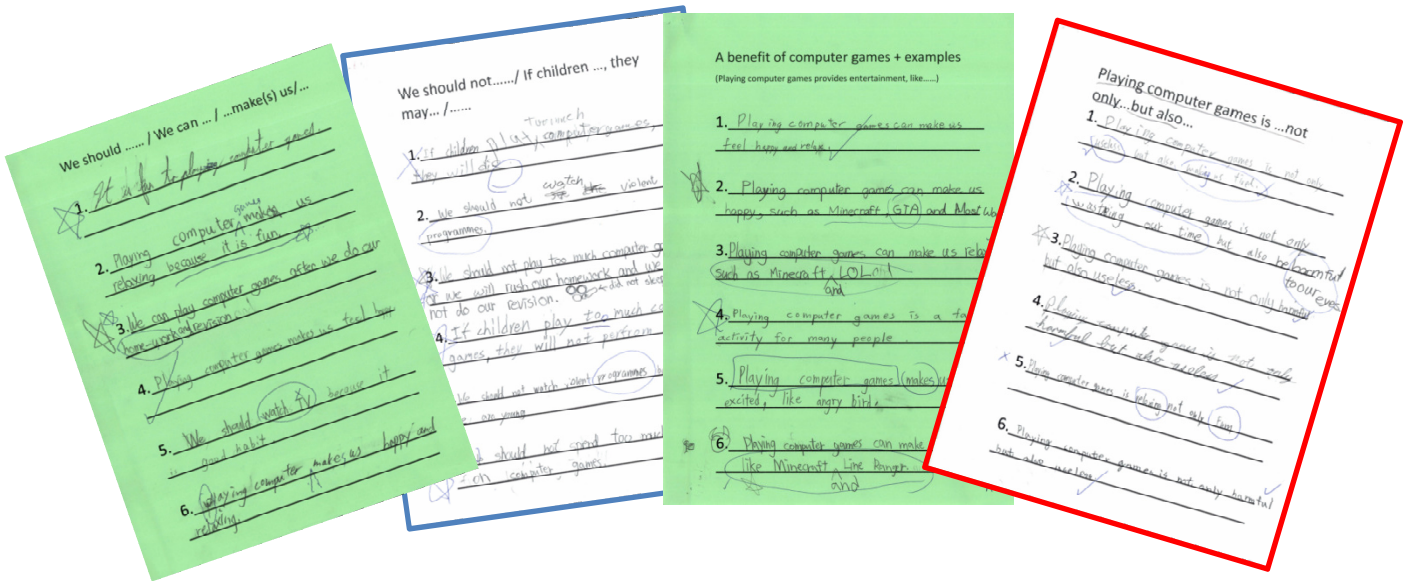 We should ...... / We can ... / ...make(s) us/...
1. It is fun to computer games.
2. Playing computer games makes us
relaxing because it is fun.
3. We can play computer games after we do our
home-work and revision.
4. Playing computer games makes us feel
5. We should watch TV because it
good habit.
6. Playing computer makes us happy and
relaxing.
We should not....../ If children ..., they
may... /......
1. If children play too much computer games,
they will die
2. We should not watch violent
programmes.
3. We should not play too much computer
or we will rush our homework and we
not do our revision. did not
4. If children play too much
games, they will not perform
should not watch violent programmes
am young
should not spend too much
on computer games.
A benefit of computer games + examples
(Playing computer games provides entertainment, like......)
1. Playing computer games can make us
feel happy and relax.
2. Playing computer games can make us
happy, such as Minecraft, GTA and
3. Playing computer games can make us
such as Minecraft, LOL and
and
4. Playing computer games is a
activity for many people.
5. Playing computer games makes us
excited, like angry bird.
6. Playing computer games can make
like Minecraft Line Ranger
and
Playing computer games is ...not
only...but also...
1. Playing computer games is not only
but also
2. Playing computer games is not only
wasting our time but also be harmful
to our eyes
3. Playing computer games is not only harmful
but also useless.
4. Playing computer games is not only
harmful but also useless
5. Playing computer games is relaxing not only fun
6. Playing computer games is not only harmful
but also useless